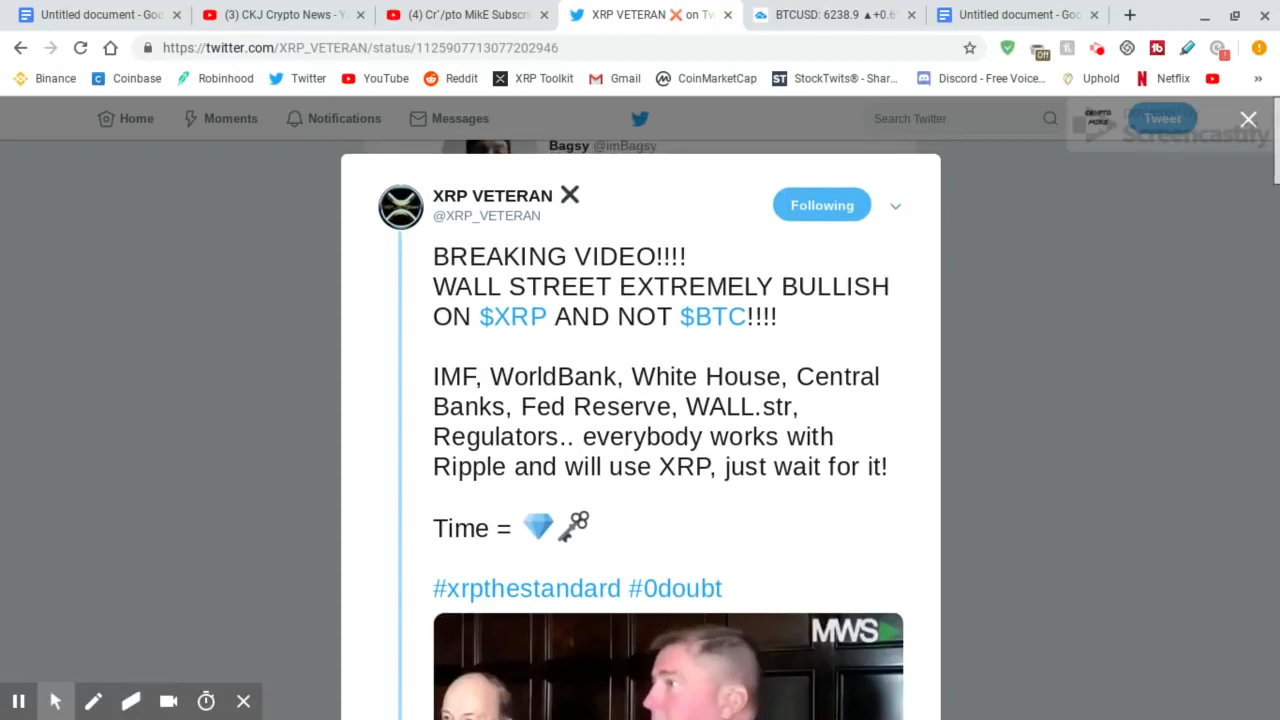 Untitled document - Goo
(3) CKJ Crypto News - Y
(4) Cr
pto MikE Subscri
XRP VETERAN ❌ on Tw
BTCUSD: 6238.9 ▲+0.6
Untitled document - Goo
https://twitter.com/XRP_VETERAN/status/1125907713077202946
Off
Binance
Coinbase
Robinhood
Twitter
YouTube
Reddit
XRP Toolkit
Gmail
CoinMarketCap
StockTwits® - Shar...
Discord - Free Voice...
Uphold
Netflix
»
Home
Moments
Notifications
Messages
Search Twitter
Tweet
Screencastify
Bagsy @imBagsy
XRP VETERAN ✖
@XRP_VETERAN
Following
BREAKING VIDEO!!!!
WALL STREET EXTREMELY BULLISH
ON $XRP AND NOT $BTC!!!!
IMF, WorldBank, White House, Central
Banks, Fed Reserve, WALL.str,
Regulators.. everybody works with
Ripple and will use XRP, just wait for it!
Time = 💎🗝
#xrpthestandard #0doubt
MWS